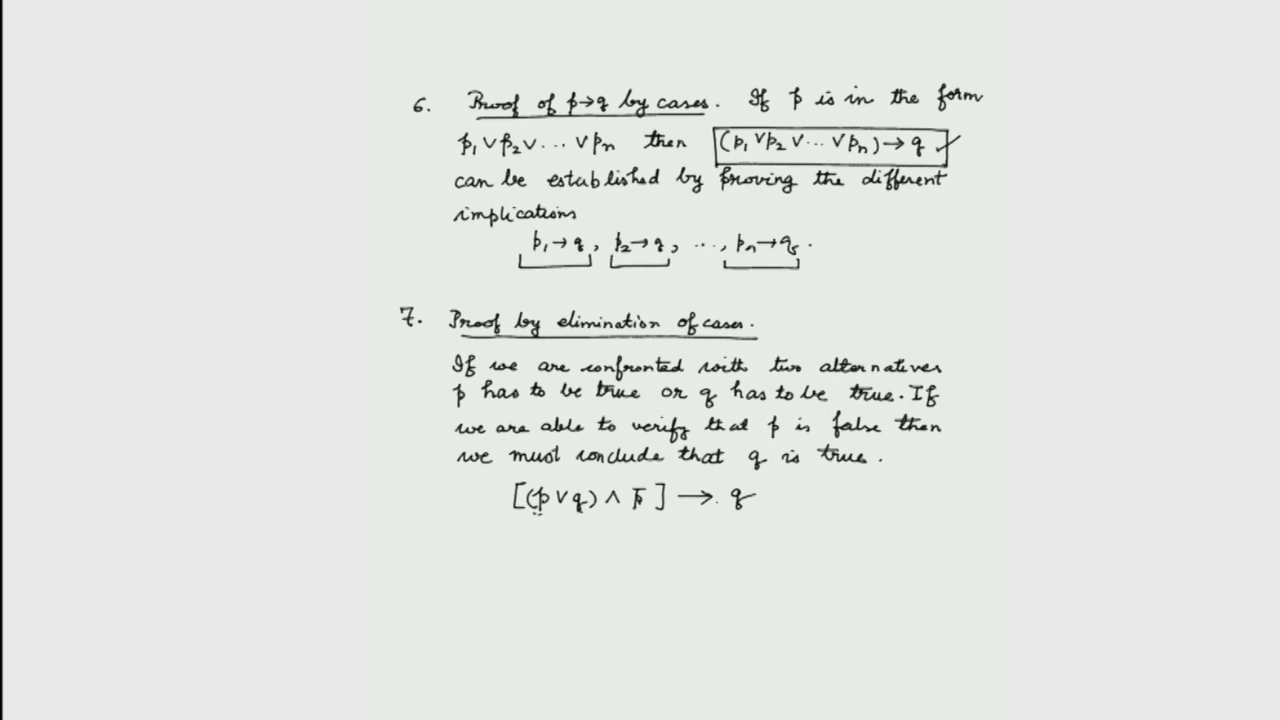 6. Proof of p→q by cases. If p is in the form
p₁ ∨ p₂ ∨ ... ∨ pₙ then (p₁ ∨ p₂ ∨ ... ∨ pₙ) → q ✓
can be established by proving the different
implications
p₁→q, p₂→q, ..., pₙ→q.
7. Proof by elimination of cases.
If we are confronted with two alternatives
p has to be true or q has to be true. If
we are able to verify that p is false then
we must conclude that q is true.
[(p ∨ q) ∧ p̅] → q